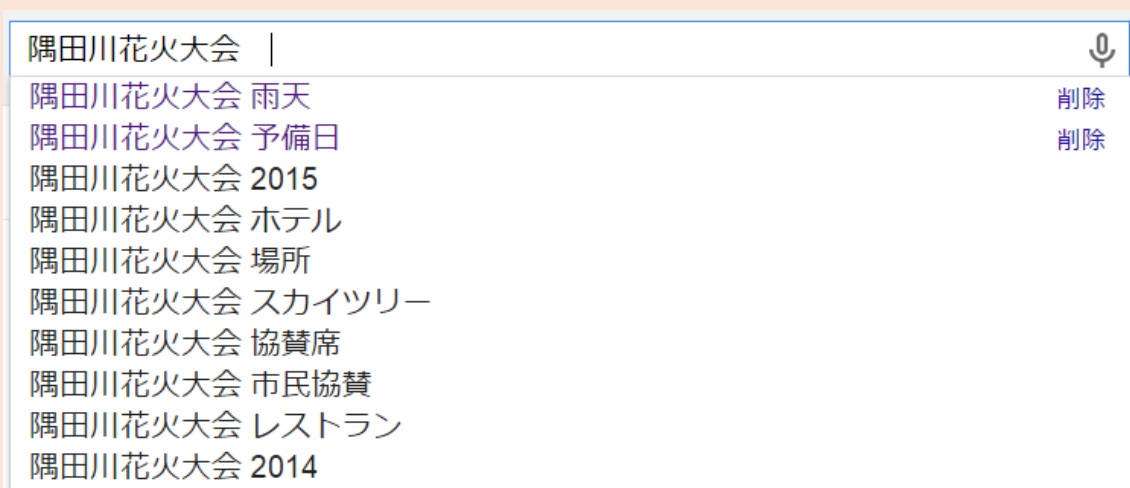 隅田川花火大会
隅田川花火大会 雨天 削除
隅田川花火大会 予備日 削除
隅田川花火大会 2015
隅田川花火大会 ホテル
隅田川花火大会 場所
隅田川花火大会 スカイツリー
隅田川花火大会 協賛席
隅田川花火大会 市民協賛
隅田川花火大会 レストラン
隅田川花火大会 2014